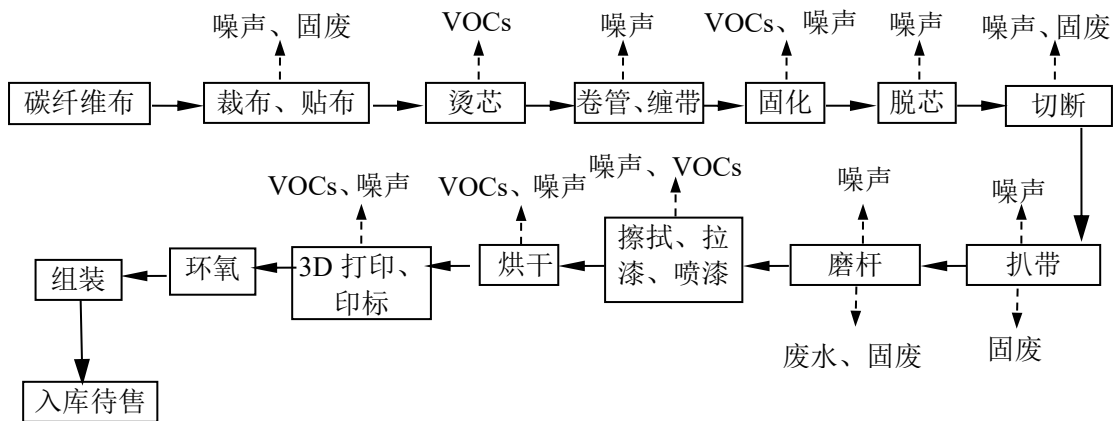 噪声、固废
VOCs
噪声
VOCs、噪声
噪声
噪声、固废
碳纤维布
裁布、贴布
烫芯
卷管、缠带
固化
脱芯
切断
VOCs、噪声
VOCs、噪声
噪声、VOCs
噪声
噪声
组装
环氧
3D 打印、
印标
烘干
擦拭、拉
漆、喷漆
磨杆
扒带
废水、固废
固废
入库待售